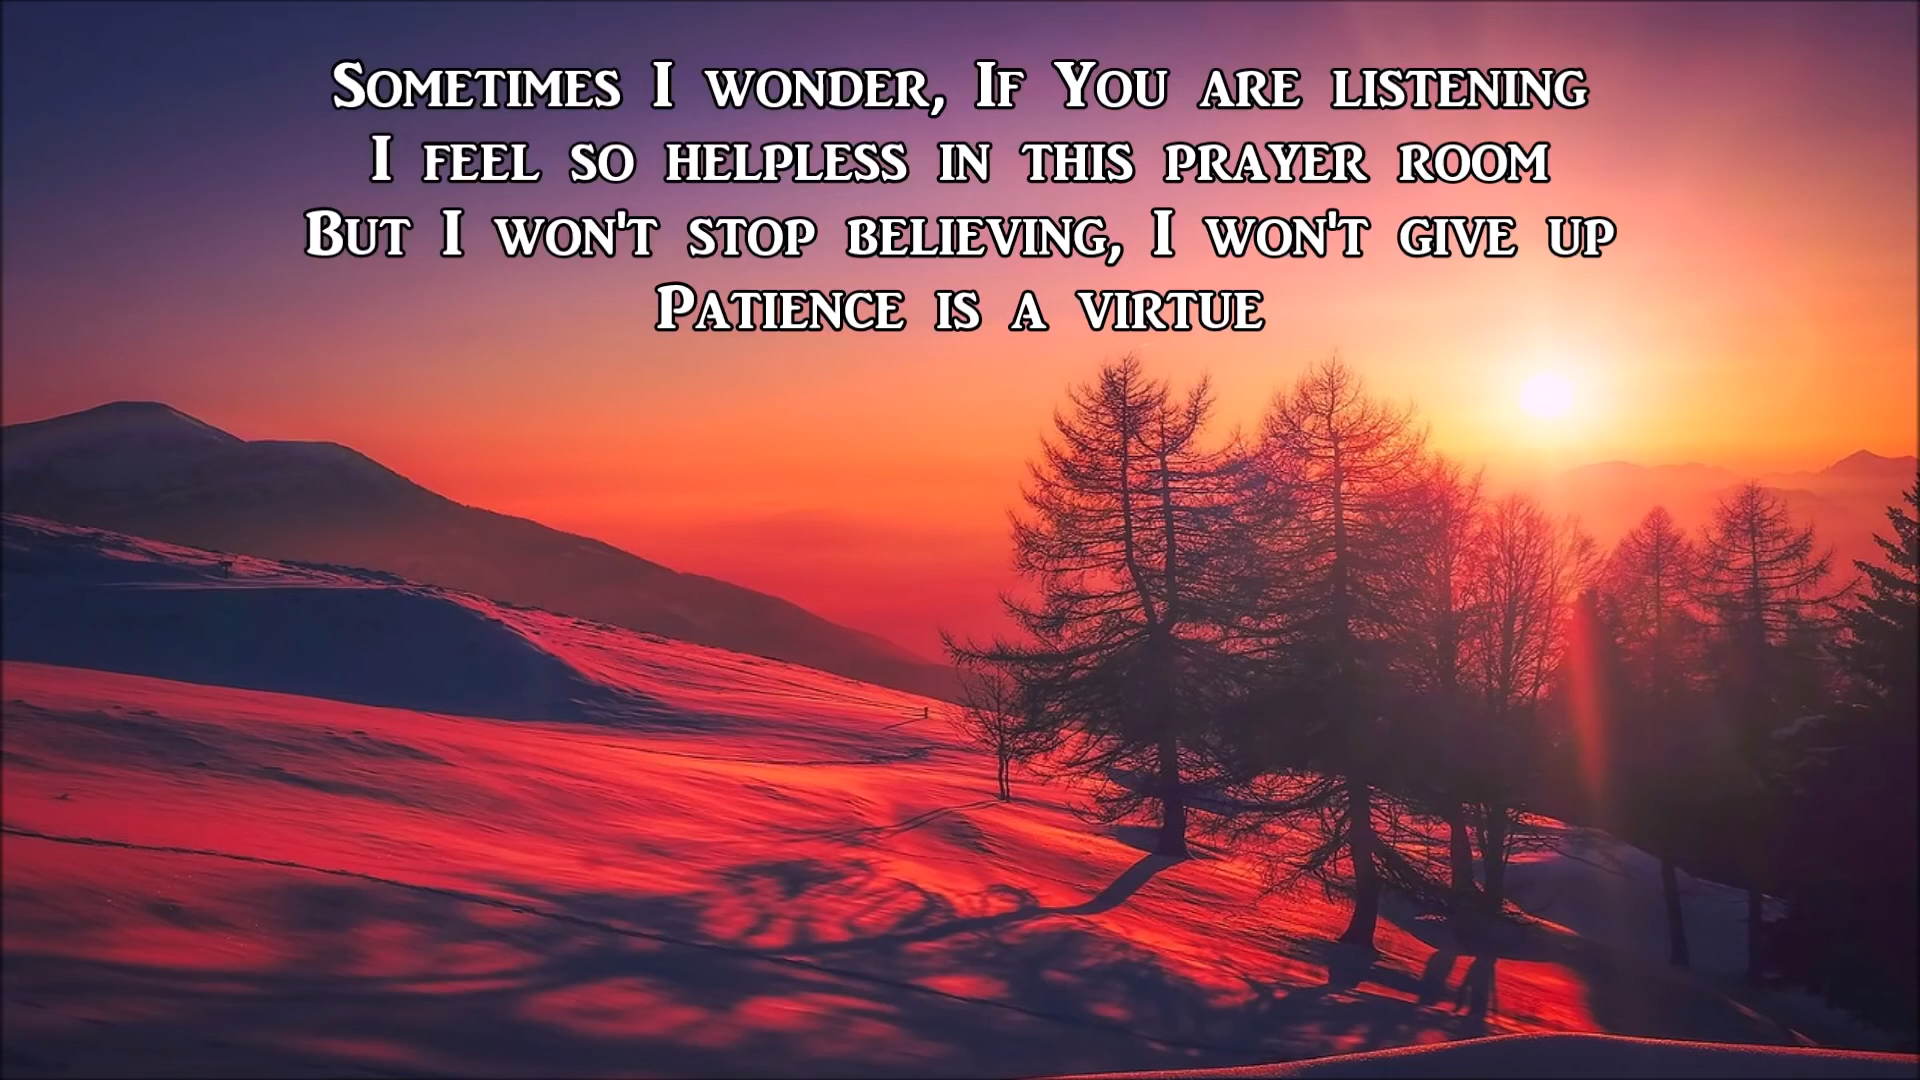 Sometimes I wonder, If You are listening
I feel so helpless in this prayer room
But I won't stop believing, I won't give up
Patience is a virtue